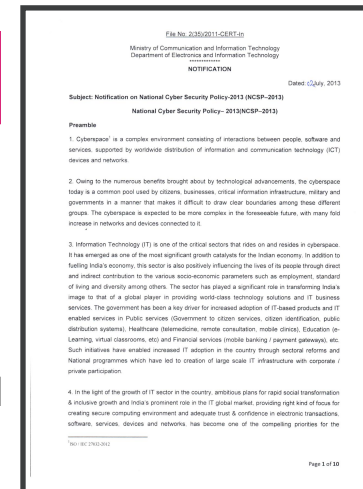 File No: 2(35)/2011-CERT-In
Ministry of Communication and Information Technology
Department of Electronics and Information Technology
*************
NOTIFICATION
Dated: July, 2013
Subject: Notification on National Cyber Security Policy-2013 (NCSP–2013)
National Cyber Security Policy– 2013(NCSP–2013)
Preamble
1. Cyberspace¹ is a complex environment consisting of interactions between people, software and
services, supported by worldwide distribution of information and communication technology (ICT)
devices and networks.
2. Owing to the numerous benefits brought about by technological advancements, the cyberspace
today is a common pool used by citizens, businesses, critical information infrastructure, military and
governments in a manner that makes it difficult to draw clear boundaries among these different
groups. The cyberspace is expected to be more complex in the foreseeable future, with many fold
increase in networks and devices connected to it.
3. Information Technology (IT) is one of the critical sectors that rides on and resides in cyberspace.
It has emerged as one of the most significant growth catalysts for the Indian economy. In addition to
fuelling India's economy, this sector is also positively influencing the lives of its people through direct
and indirect contribution to the various socio-economic parameters such as employment, standard
of living and diversity among others. The sector has played a significant role in transforming India's
image to that of a global player in providing world-class technology solutions and IT business
services. The government has been a key driver for increased adoption of IT-based products and IT
enabled services in Public services (Government to citizen services, citizen identification, public
distribution systems), Healthcare (telemedicine, remote consultation, mobile clinics), Education (e-
Learning, virtual classrooms, etc) and Financial services (mobile banking / payment gateways), etc.
Such initiatives have enabled increased IT adoption in the country through sectoral reforms and
National programmes which have led to creation of large scale IT infrastructure with corporate /
private participation.
4. In the light of the growth of IT sector in the country, ambitious plans for rapid social transformation
& inclusive growth and India's prominent role in the IT global market, providing right kind of focus for
creating secure computing environment and adequate trust & confidence in electronic transactions,
software, services, devices and networks, has become one of the compelling priorities for the
¹ ISO / IEC 27032-2012
Page 1 of 10